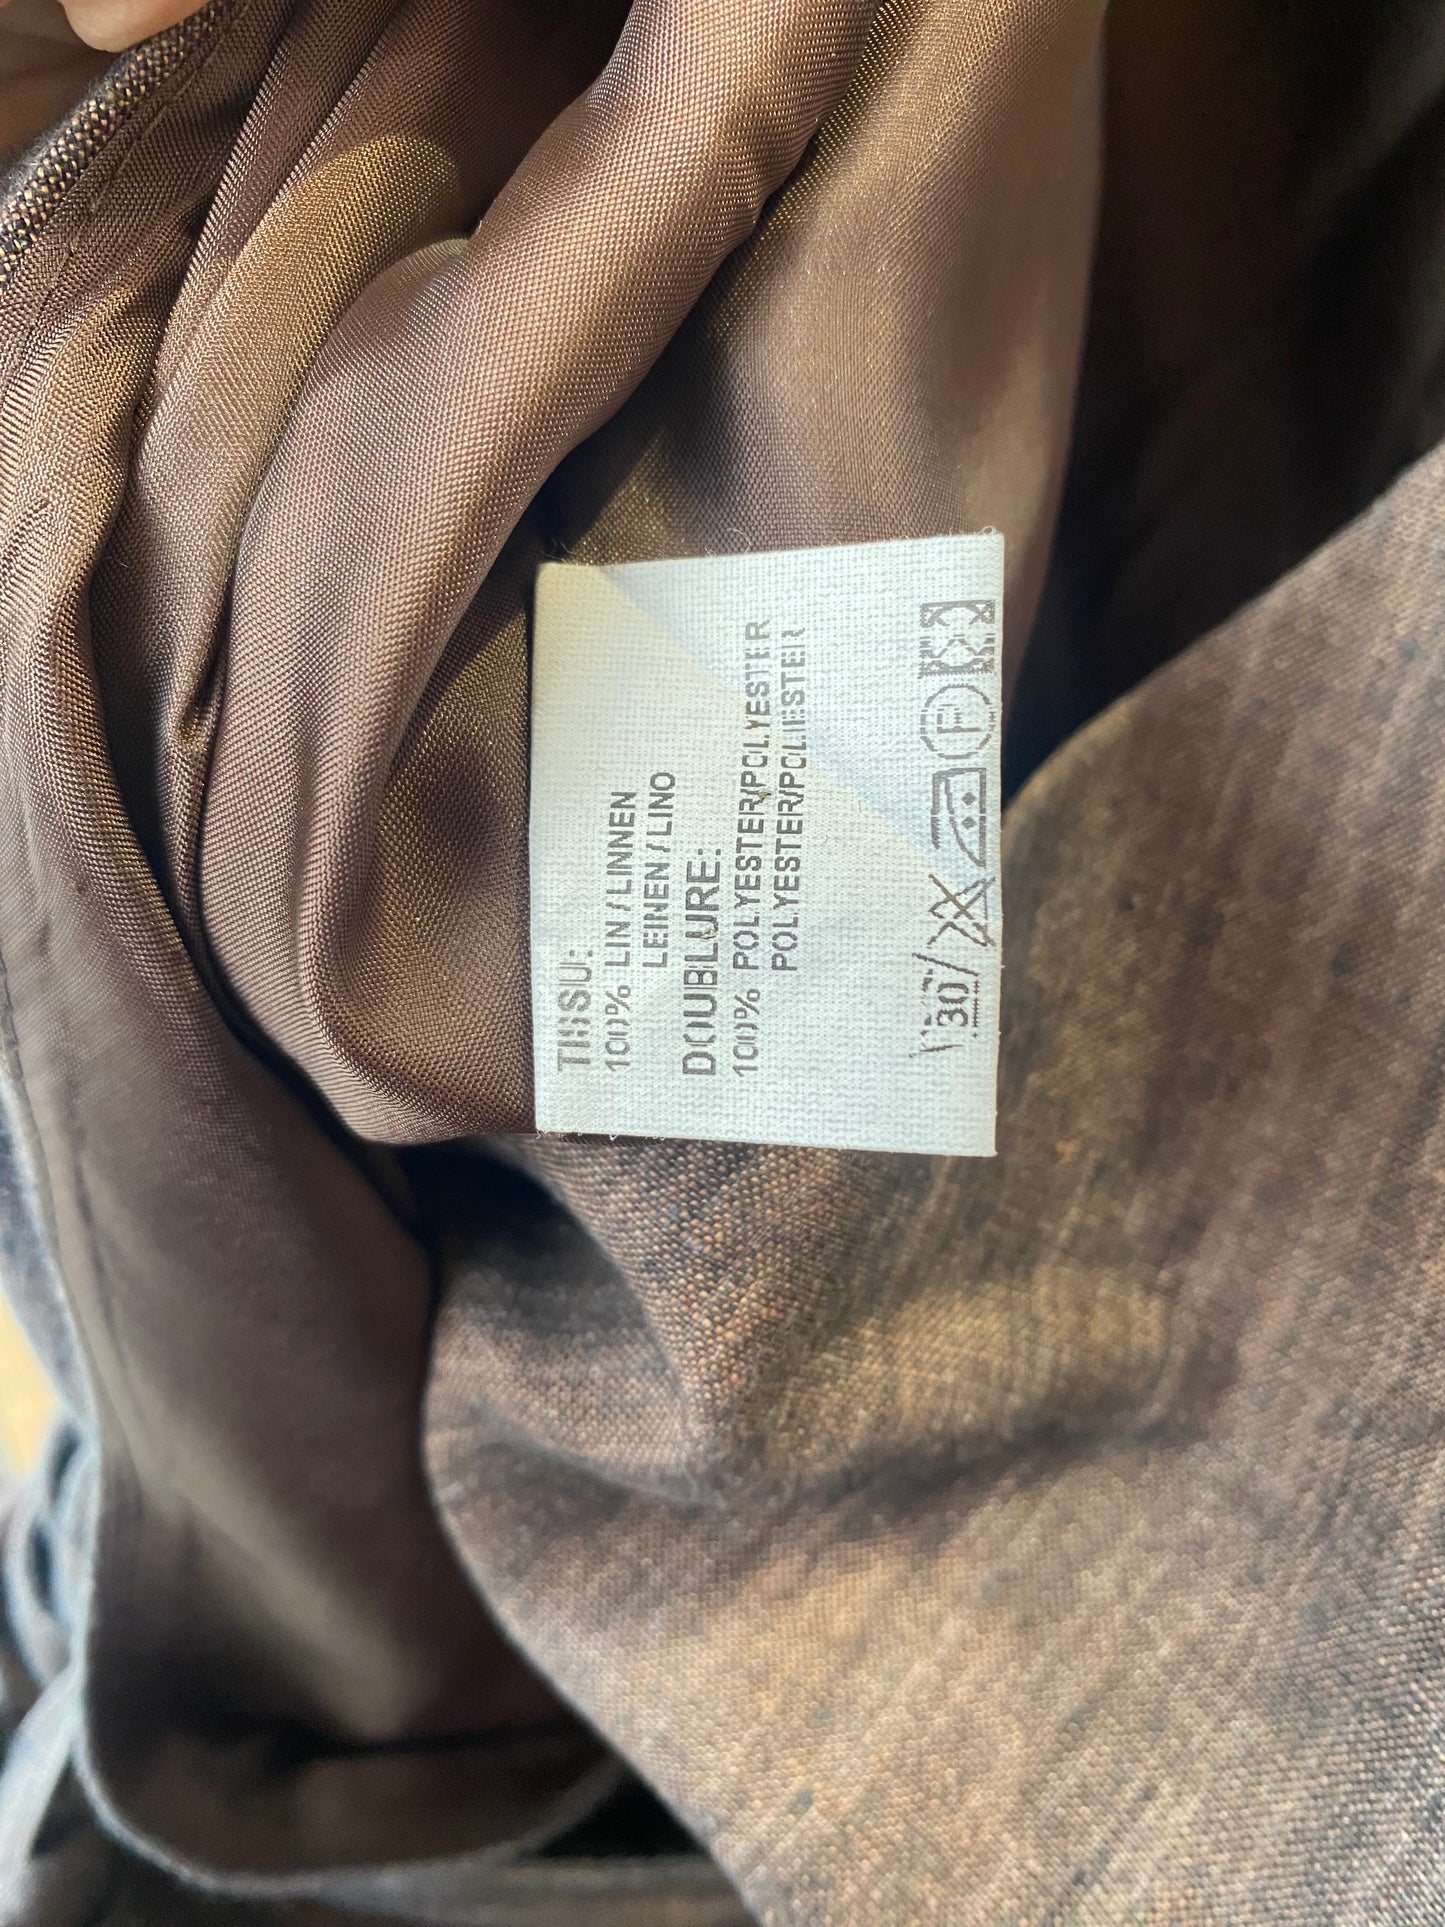 TISSU:
100% LIN / LINNEN
LEINEN / LINO
DOUBLURE:
100% POLYESTER/POLYESTER
POLYESTER/POLIESTER
30
P